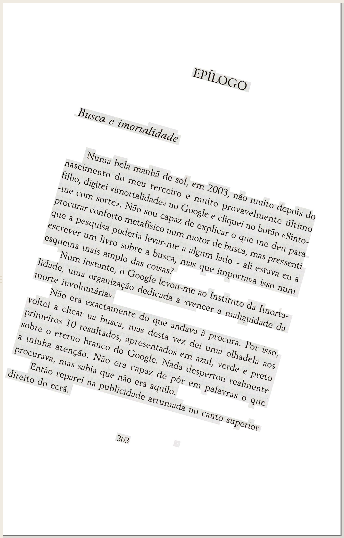 EPÍLOGO
Busca e imortalidade
Numa bela manhã de sol, em 2003, não muito depois do
nascimento do meu terceiro e muito provavelmente último
filho, digitei «imortalidade» no Google e cliquei no botão «Sinto-
-me com sorte». Não sou capaz de explicar o que me deu para
procurar conforto metafísico num motor de busca, mas pressenti
que a pesquisa poderia levar-me a algum lado - ali estava eu a
escrever um livro sobre a busca, mas que importava isso num
esquema mais amplo das coisas?
Num instante, o Google levou-me ao Instituto da Imorta-
lidade, uma organização dedicada a «vencer a malignidade da
morte involuntária».
Não era exactamente do que andava à procura. Por isso,
voltei a clicar na busca, mas desta vez dei uma olhadela aos
primeiros 10 resultados, apresentados em azul, verde e preto
sobre o eterno branco do Google. Nada despertou realmente
a minha atenção. Não era capaz de pôr em palavras o que
procurava, mas sabia que não era aquilo.
Então reparei na publicidade arrumada no canto superior
direito do ecrã.
303